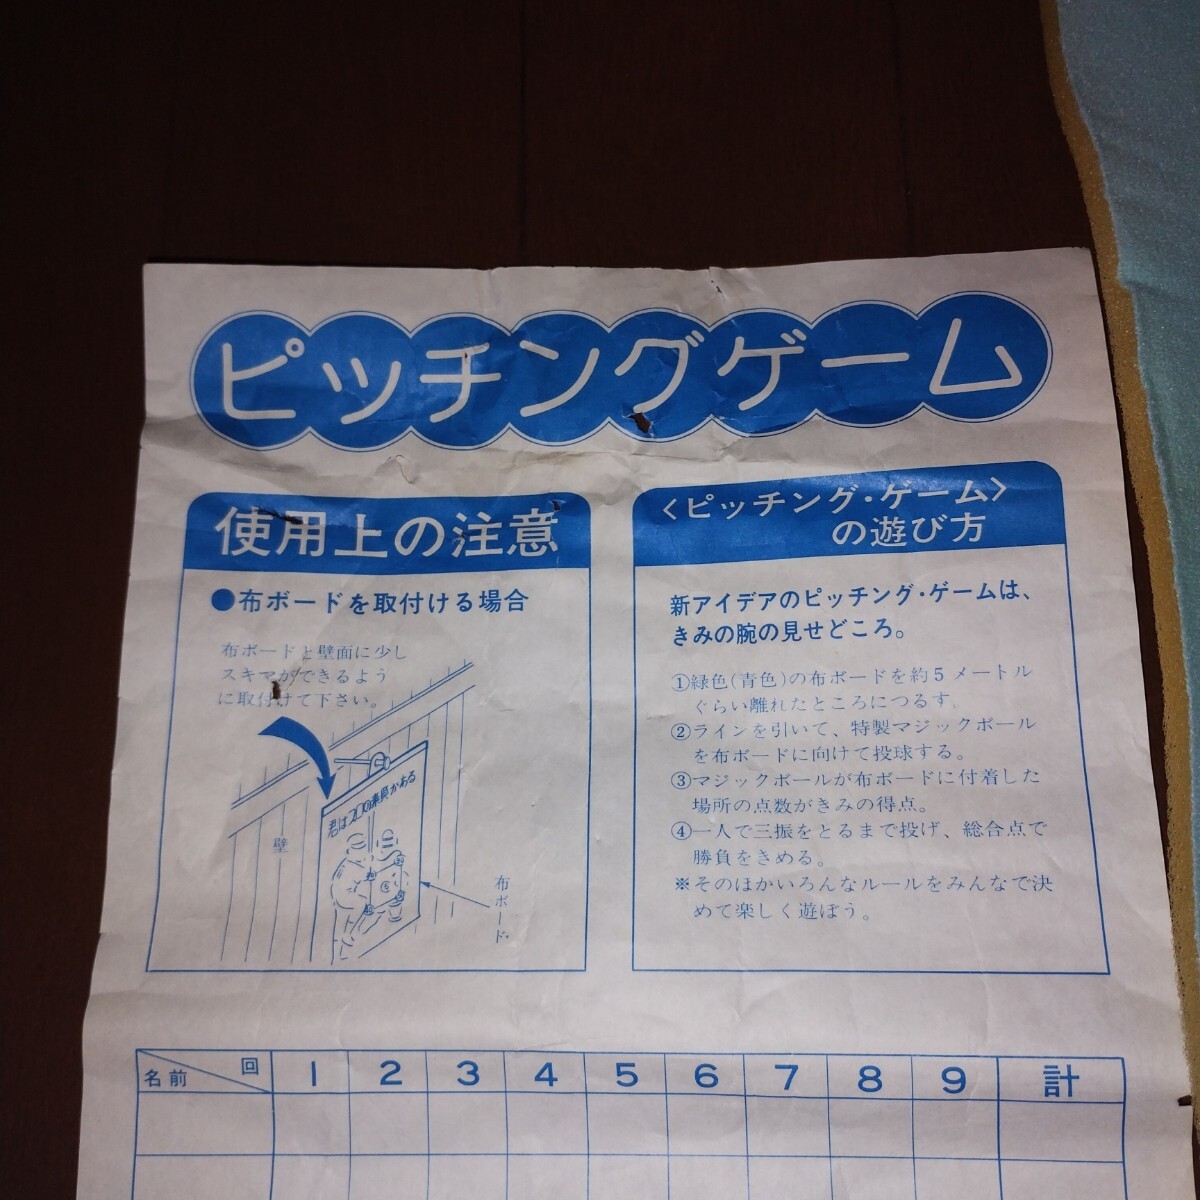 ピッチングゲーム
使用上の注意
●布ボードを取付ける場合
布ボードと壁面に少し
スキマができるよう
に取付けて下さい。
壁
布ボード
<ピッチング・ゲーム>
の遊び方
新アイデアのピッチング・ゲームは、
きみの腕の見せどころ。
①緑色(青色)の布ボードを約5メートル
ぐらい離れたところにつるす。
②ラインを引いて、特製マジックボール
を布ボードに向けて投球する。
③マジックボールが布ボードに付着した
場所の点数がきみの得点。
④一人で三振をとるまで投げ、総合点で
勝負をきめる。
※そのほかいろんなルールをみんなで決
めて楽しく遊ぼう。
名前 回 1 2 3 4 5 6 7 8 9 計